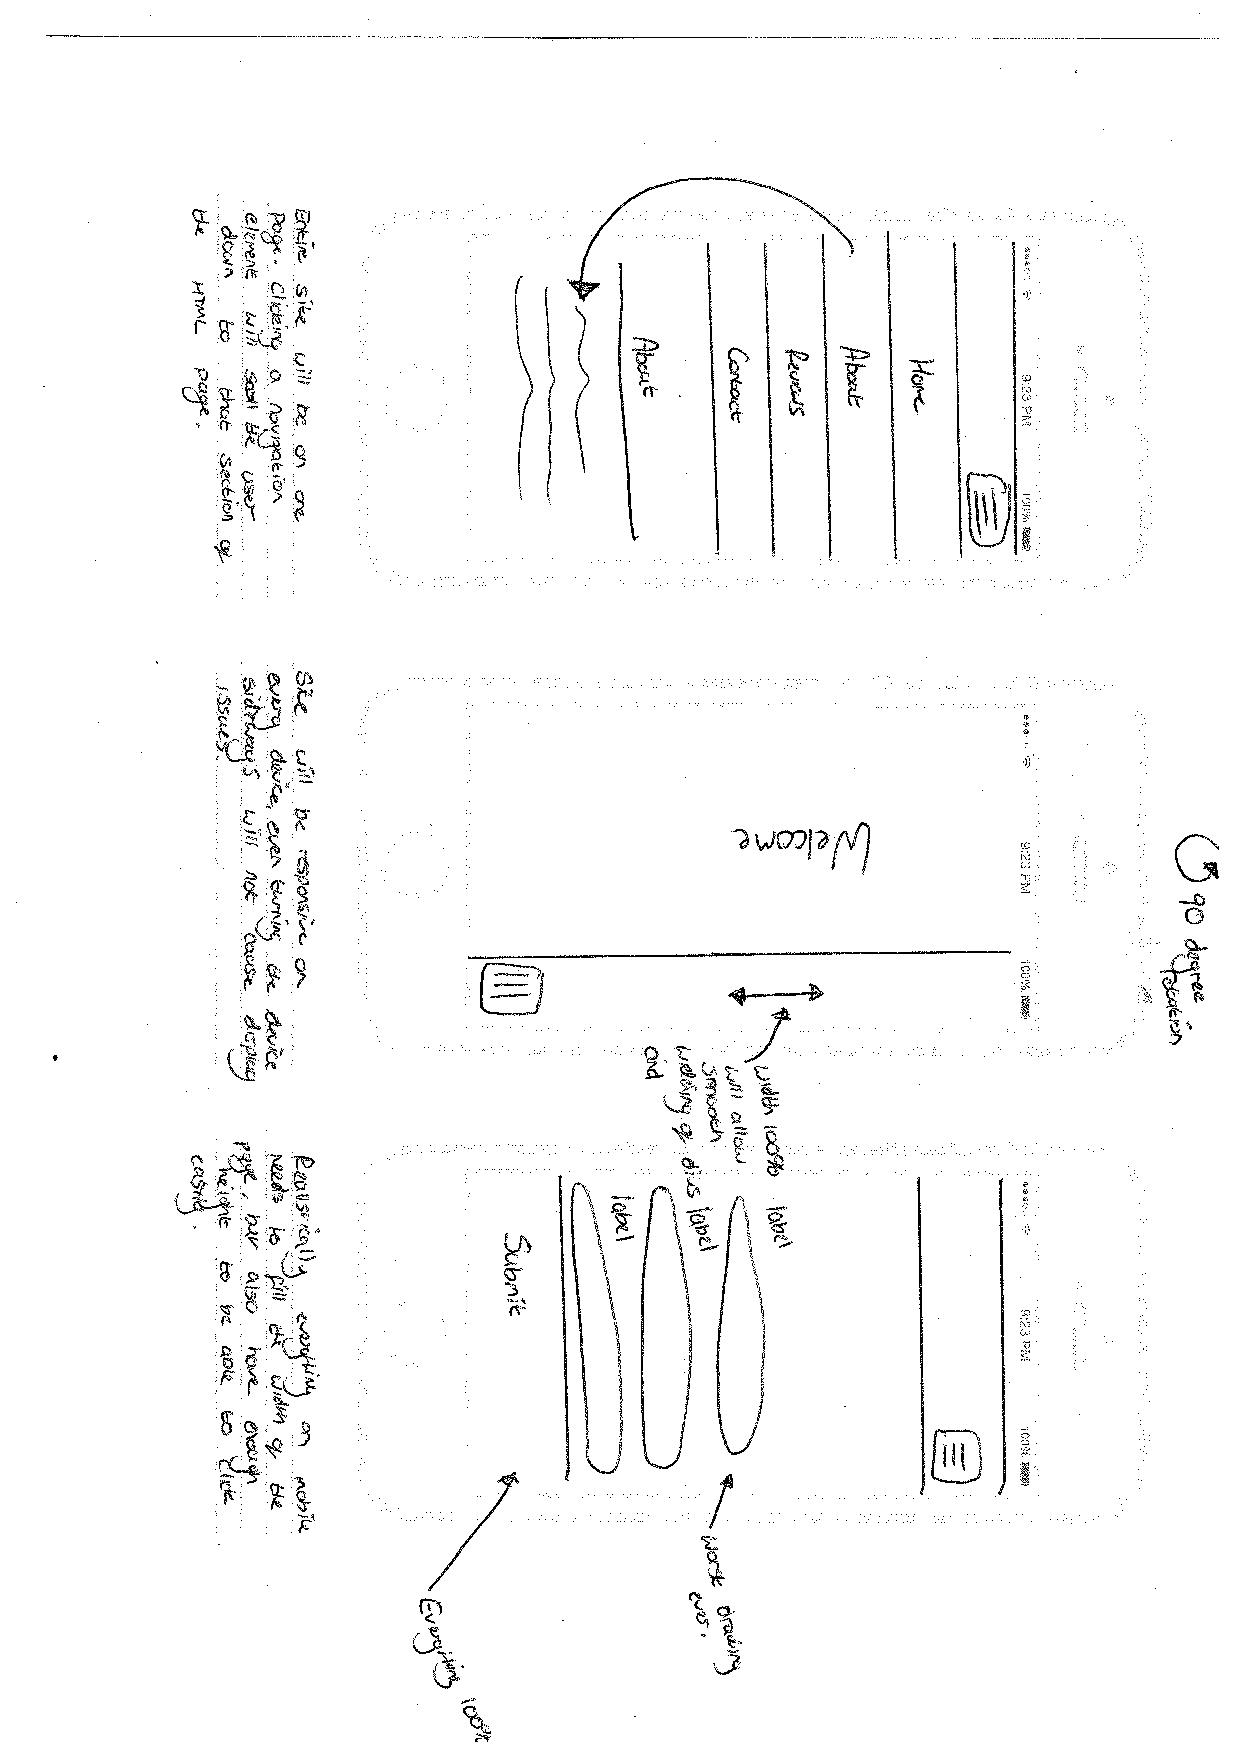 90 degree
rotation
9:23 PM
100%
Home
About
Reviews
Contact
About
9:23 PM
100%
Welcome
width 100%
will allow
smooth
welding of divs
and
9:23 PM
100%
label
label
label
Submit
Worst drawing
ever.
Everything 100%
Entire site will be on one
page. Clicking a navigation
element will scroll the user
down to that section of
the HTML page.
Site will be responsive on
every device, even turning the device
sideways will not cause display
issues.
Realistically everything on mobile
needs to fill the width of the
page, but also have enough
height to be able to click
easily.